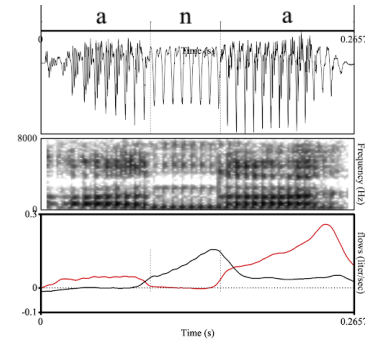 a n a
0 Time (s) 0.2657
8000
0
Frequency (Hz)
0.3
0
-0.1
flows (liter/sec)
0 0.2657
Time (s)